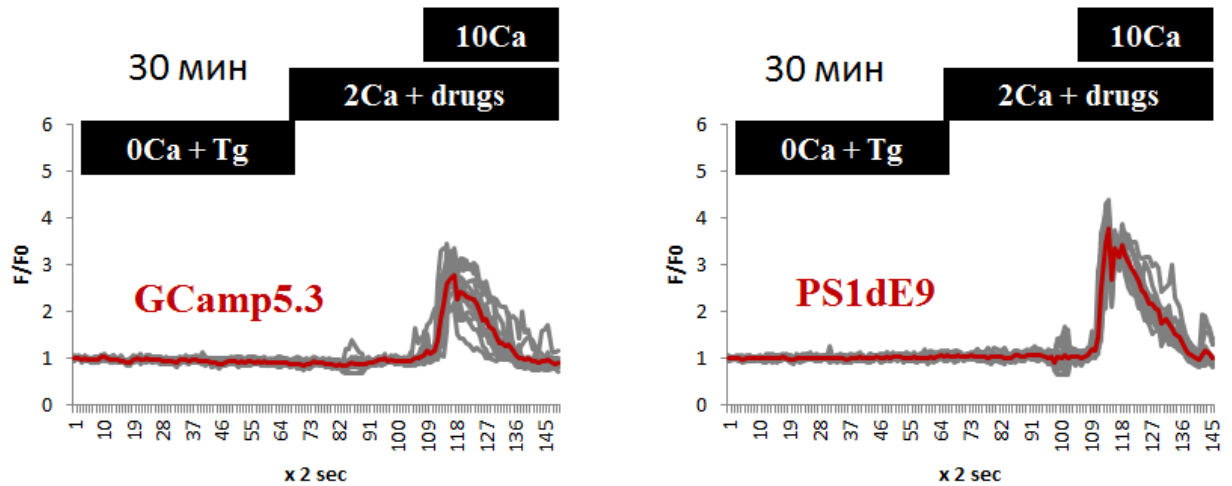 10Ca
30 мин
2Ca + drugs
0Ca + Tg
6
5
4
3
2
1
0
F/F0
GCamp5.3
1 10 19 28 37 46 55 64 73 82 91 100 109 118 127 136 145
x 2 sec
10Ca
30 мин
2Ca + drugs
0Ca + Tg
6
5
4
3
2
1
0
F/F0
PS1dE9
1 10 19 28 37 46 55 64 73 82 91 100 109 118 127 136 145
x 2 sec